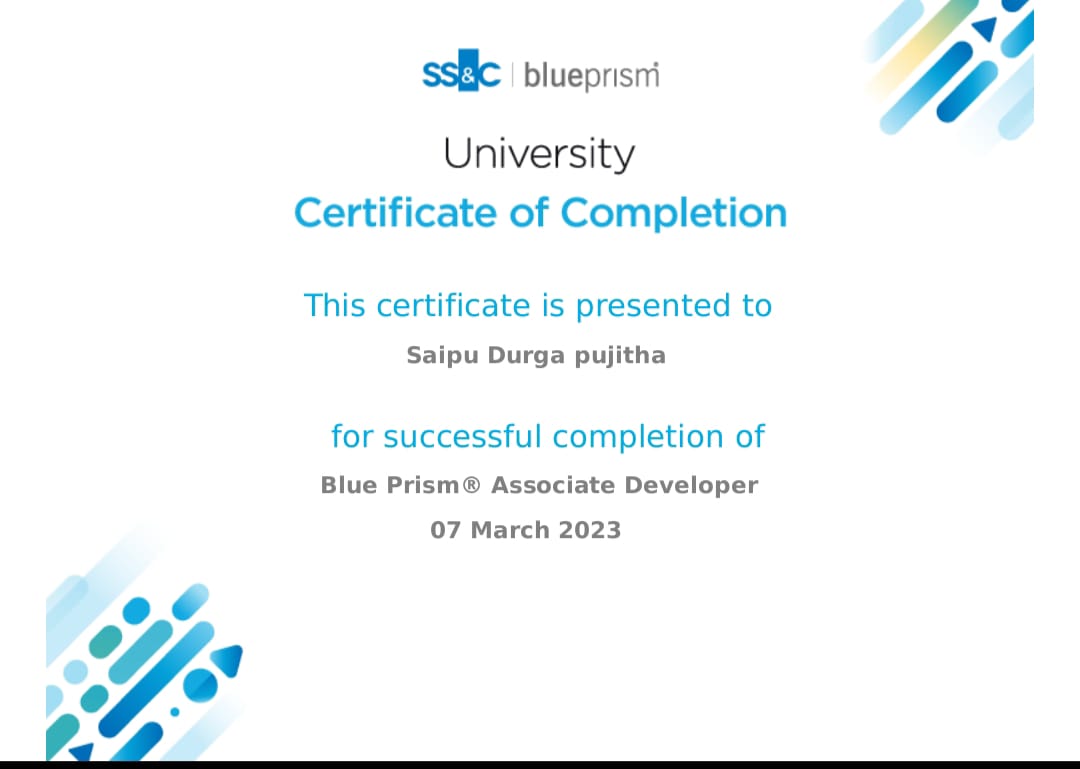 SS&C | blueprism
University
Certificate of Completion
This certificate is presented to
Saipu Durga pujitha
for successful completion of
Blue Prism® Associate Developer
07 March 2023